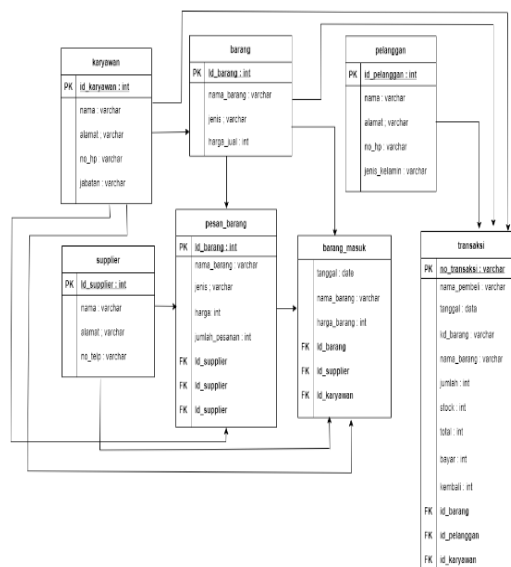 karyawan
PK id_karyawan : int
nama : varchar
alamat ; varchar
no_hp : varchar
jabatan : varchar
barang
PK Id_barang : int
nama_barang : varchar
jenis ; varchar
harga_jual : int
pelanggan
PK id_pelanggan : int
nama : varchar
alamat ; varchar
no_hp : varchar
jenis_kelamin : varchar
supplier
PK Id_supplier : int
nama : varchar
alamat ; varchar
no_telp : varchar
pesan_barang
PK Id_barang : int
nama_barang : varchar
jenis ; varchar
harga int
jumlah_pesanan : int
FK Id_supplier
FK Id_supplier
FK Id_supplier
barang_masuk
tanggal : date
nama_barang : varchar
harga_barang : int
FK Id_barang
FK Id_supplier
FK Id_karyawan
transaksi
PK no_transaksi : varchar
nama_pembeli : varchar
tanggal : data
kd_barang : varchar
nama_barang : varchar
jumlah : int
stock : int
total : int
bayar : int
kembali : int
FK id_barang
FK id_pelanggan
FK id_karyawan